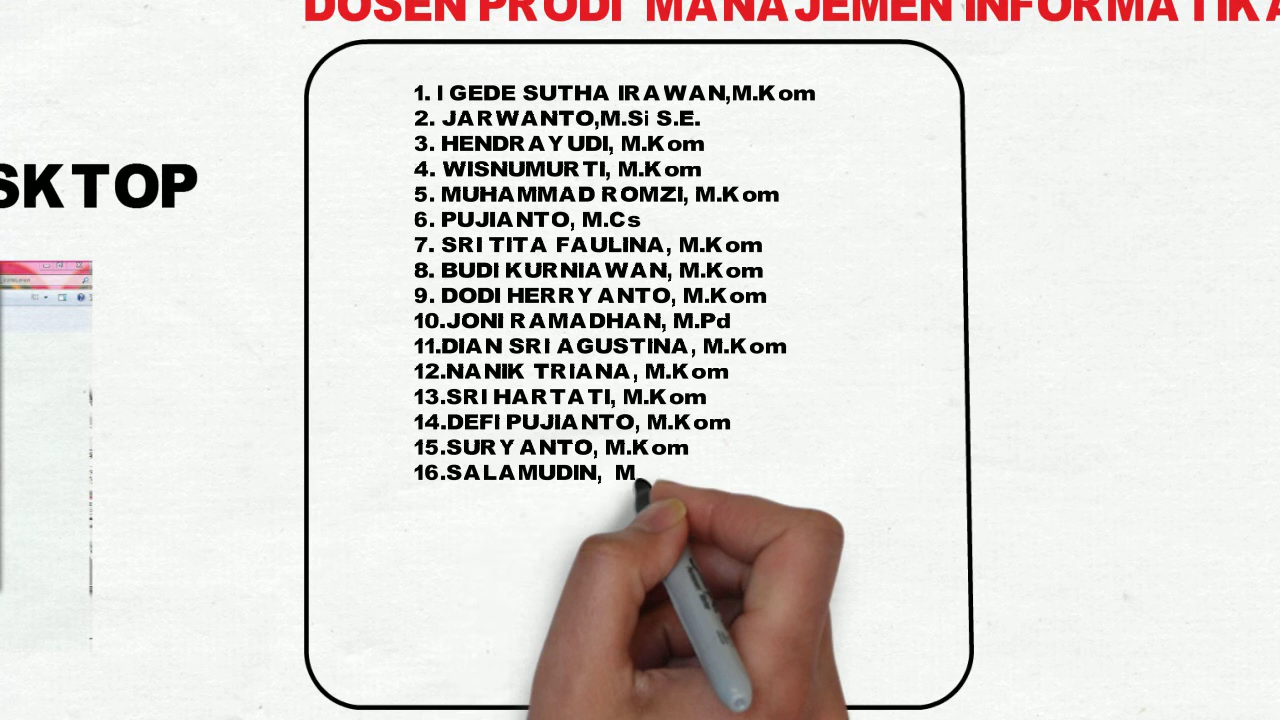 DOSEN PRODI MANAJEMEN INFORMATIKA
SKTOP
1. I GEDE SUTHA IRAWAN,M.Kom
2. JARWANTO,M.Si S.E.
3. HENDRA YUDI, M.Kom
4. WISNUMURTI, M.Kom
5. MUHAMMAD ROMZI, M.Kom
6. PUJIANTO, M.Cs
7. SRI TITA FAULINA, M.Kom
8. BUDI KURNIAWAN, M.Kom
9. DODI HERRYANTO, M.Kom
10.JONI RAMADHAN, M.Pd
11.DIAN SRI AGUSTINA, M.Kom
12.NANIK TRIANA, M.Kom
13.SRI HARTATI, M.Kom
14.DEFI PUJIANTO, M.Kom
15.SURYANTO, M.Kom
16.SALAMUDIN, M